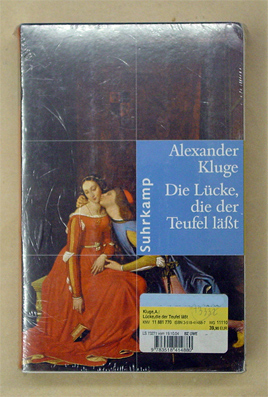 Alexander
Kluge
Die Lücke,
die der
Teufel läßt
Suhrkamp
Kluge,A.:
Lücke,die der Teufel läßt